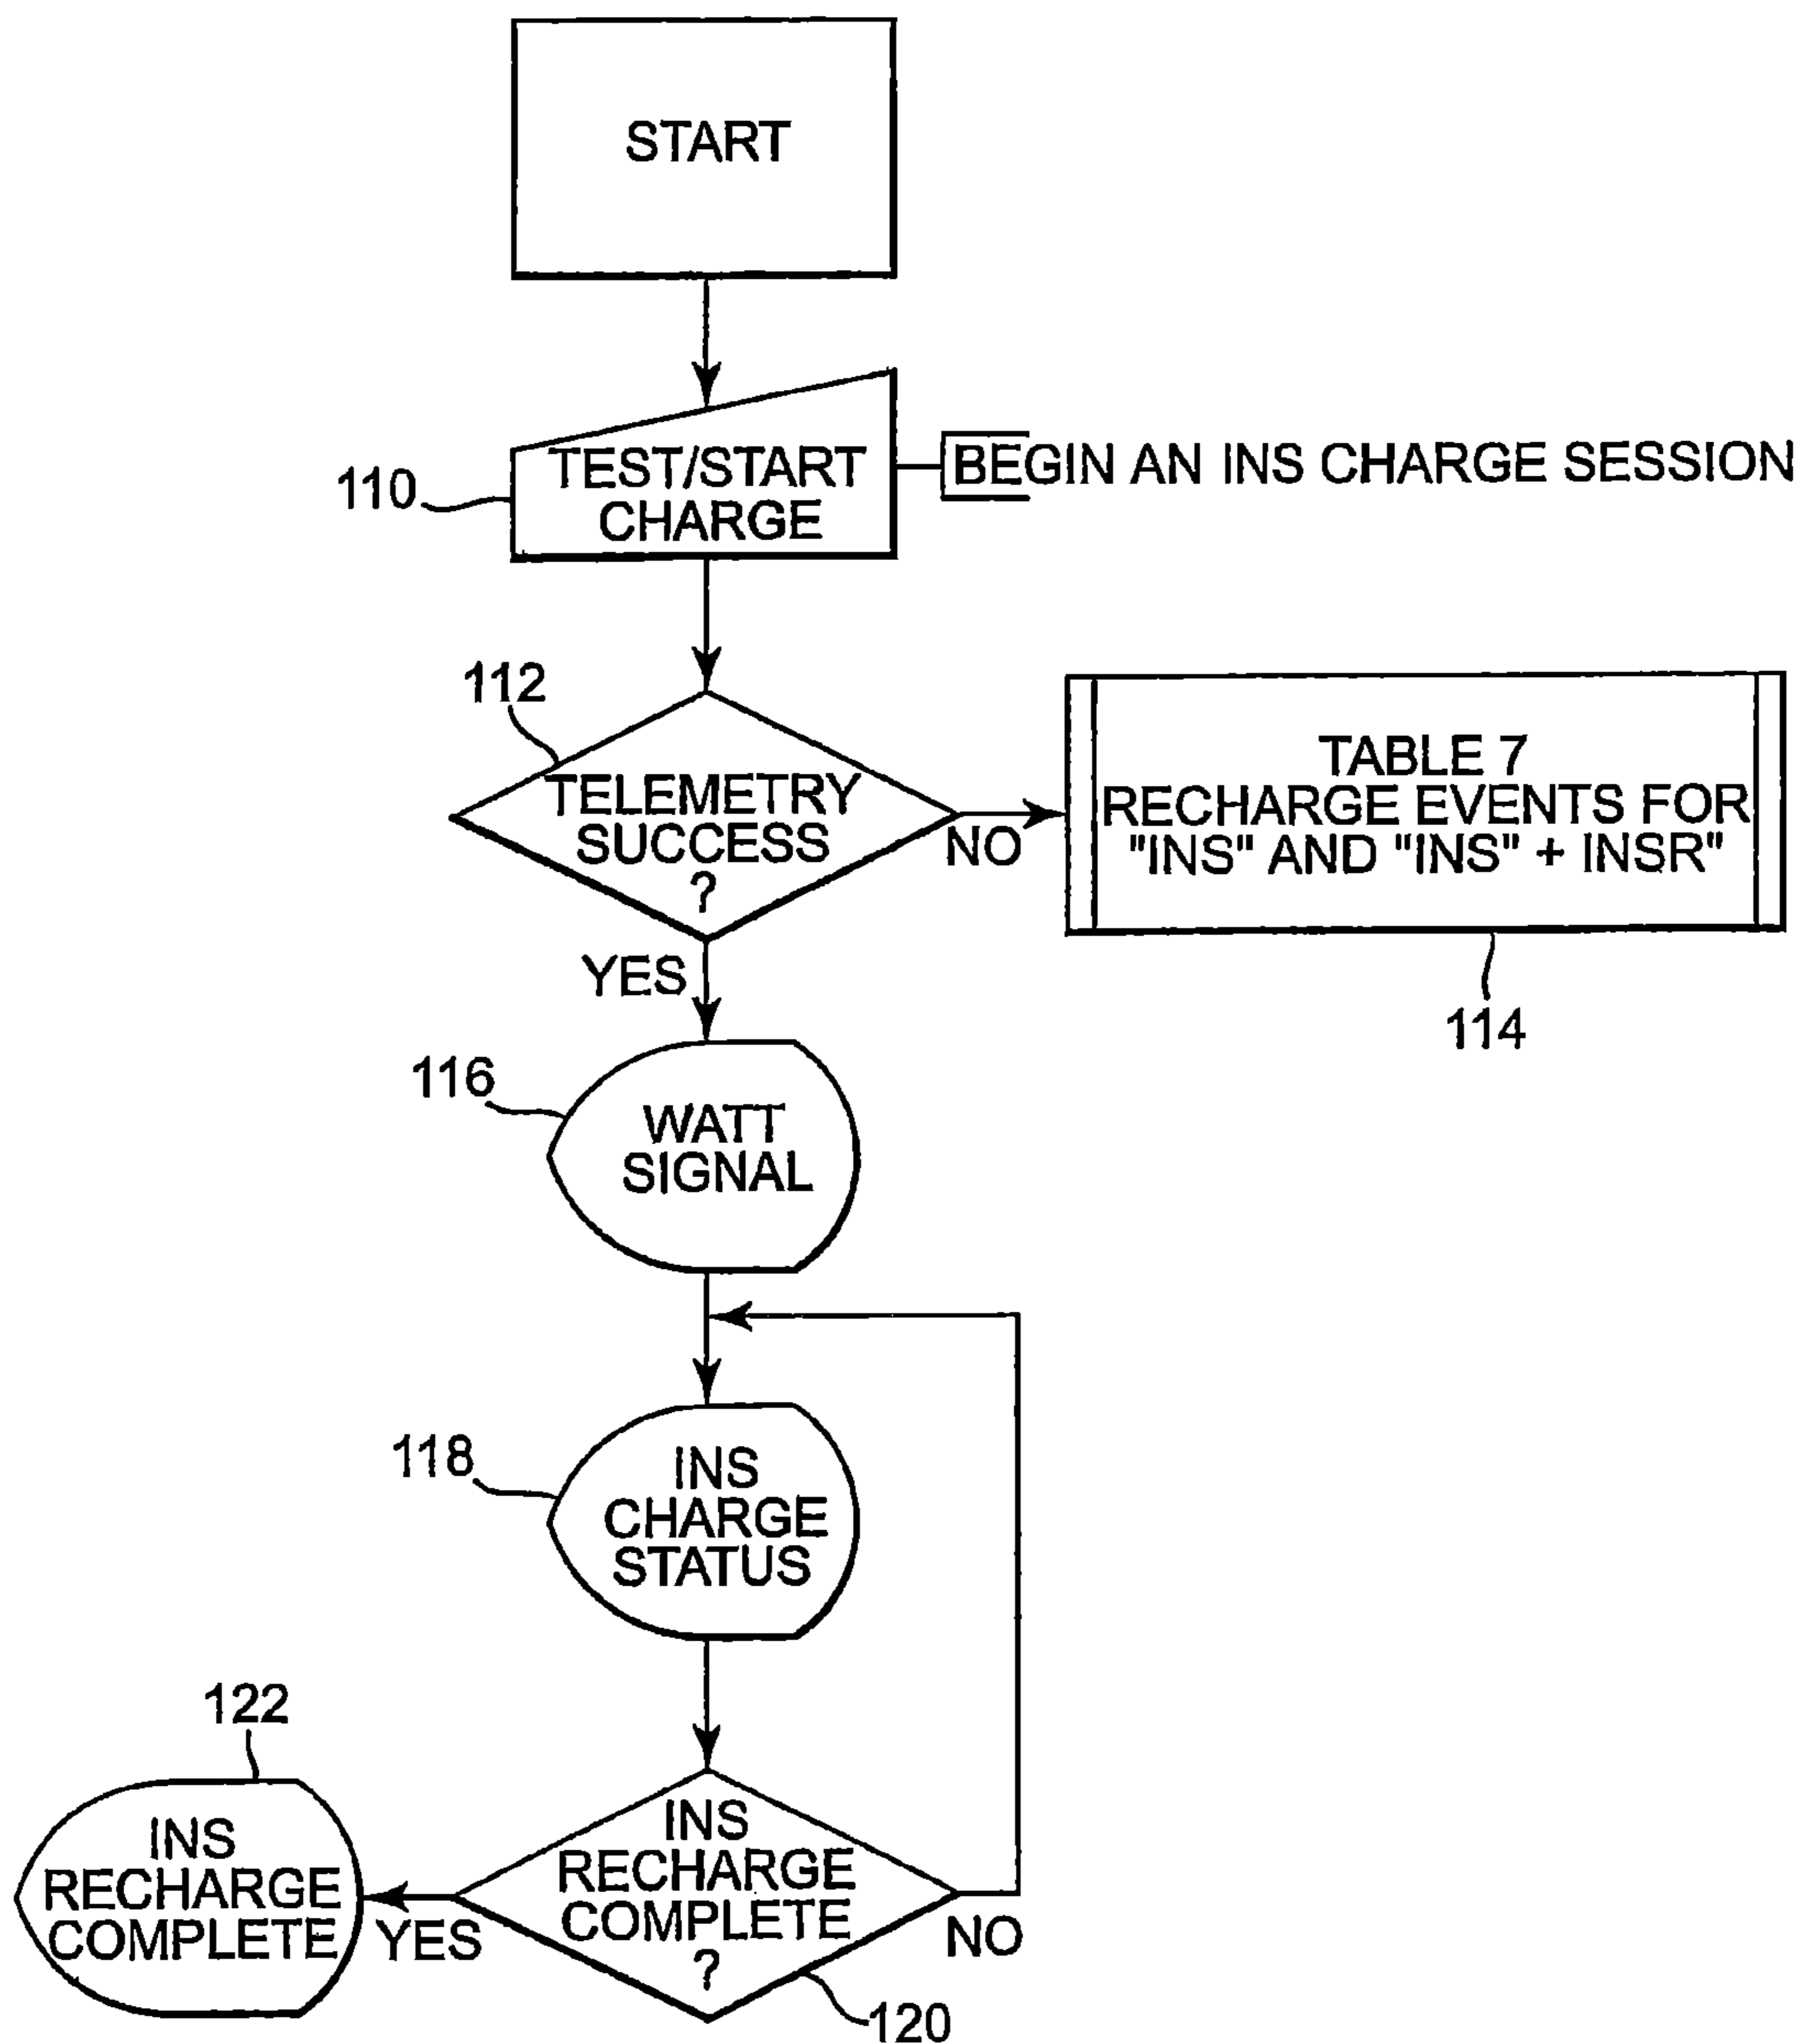 START
TEST/START
CHARGE
BEGIN AN INS CHARGE SESSION
110
112
TELEMETRY
SUCCESS
?
NO
TABLE 7
RECHARGE EVENTS FOR
"INS" AND "INS" + INSR"
114
YES
116
WATT
SIGNAL
118
INS
CHARGE
STATUS
122
INS
RECHARGE
COMPLETE
YES
INS
RECHARGE
COMPLETE
?
NO
120